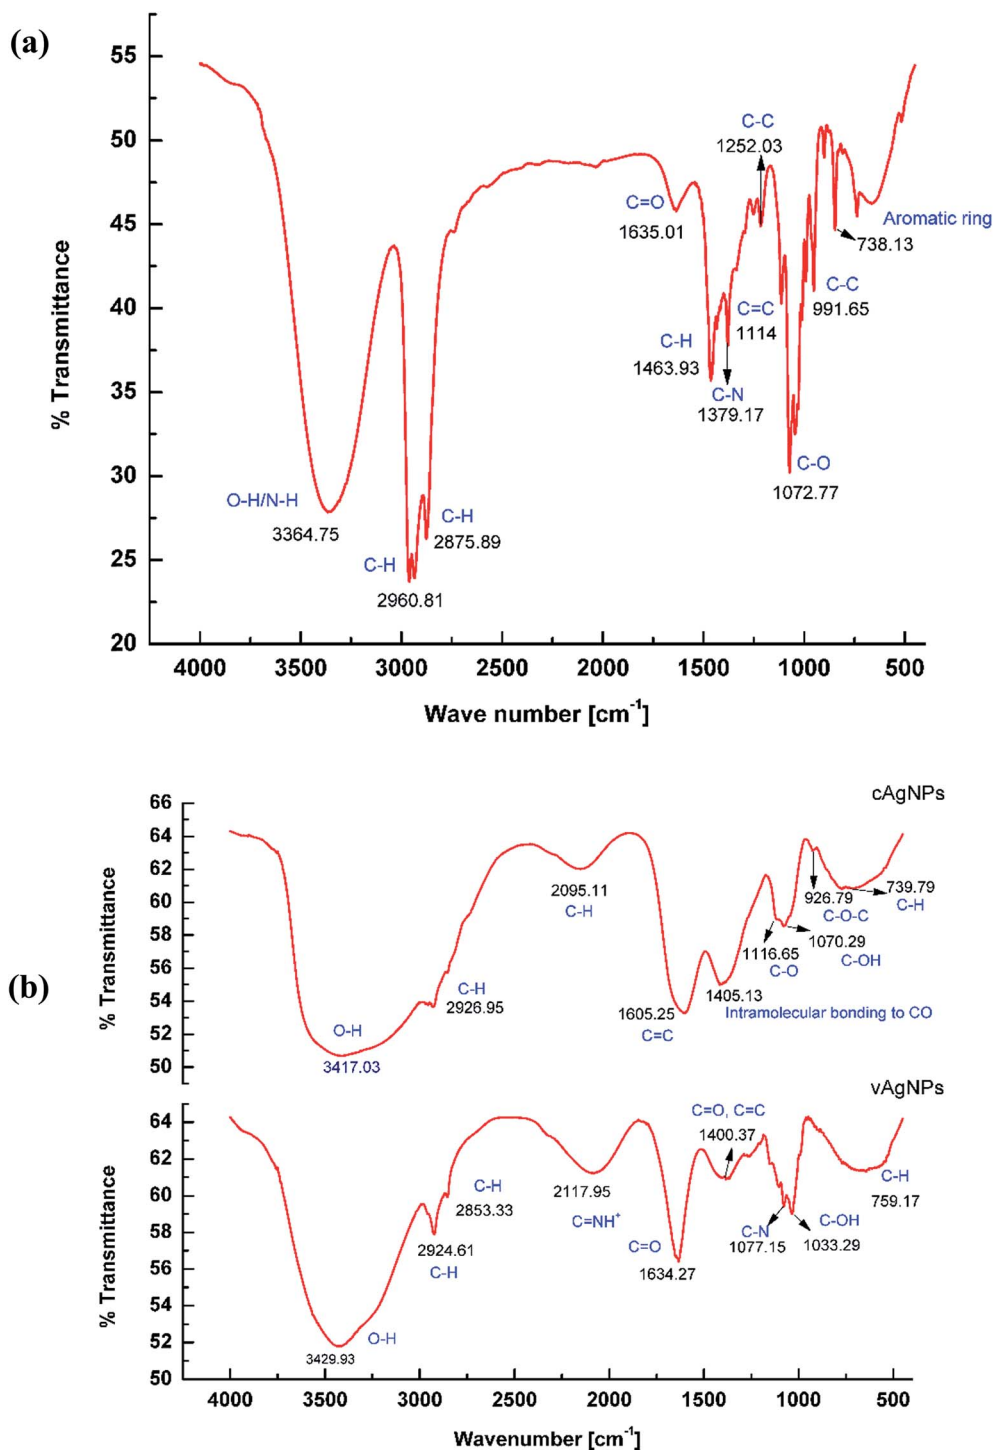 (a)
55
50
45
40
35
30
25
20
% Transmittance
C-C
1252.03
C=O
1635.01
Aromatic ring
738.13
C-C
991.65
C=C
1114
C-H
1463.93
C-N
1379.17
C-O
1072.77
O-H/N-H
3364.75
C-H
2875.89
C-H
2960.81
4000 3500 3000 2500 2000 1500 1000 500
Wave number [cm-1]
(b)
cAgNPs
66
64
62
60
58
56
54
52
50
% Transmittance
2095.11
C-H
926.79
739.79
C-O-C
C-H
1116.65
1070.29
C-O
C-OH
C-H
2926.95
1605.25
C=C
1405.13
Intramolecular bonding to CO
O-H
3417.03
vAgNPs
64
62
60
58
56
54
52
50
% Transmittance
C=O, C=C
1400.37
C-H
2853.33
2117.95
C=NH+
C-H
759.17
C=O
1634.27
C-N
1077.15
C-OH
1033.29
2924.61
C-H
O-H
3429.93
4000 3500 3000 2500 2000 1500 1000 500
Wavenumber [cm-1]